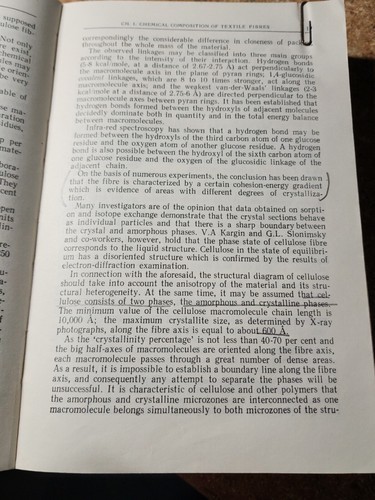 CH. 1. CHEMICAL COMPOSITION OF TEXTILE FIBRES
correspondingly the considerable difference in closeness of packing
throughout the whole mass of the material.
The observed linkages may be classified into three main groups
according to the intensity of their interaction. Hydrogen bonds
(5-8 kcal/mole, at a distance of 2.67-2.75 A) act perpendicularly to
the macromolecule axis in the plane of pyran rings; 1,4-glucosidic
linkages, which are 8 to 10 times stronger, act along the
macromolecule axis; and the weakest van-der-Waals' linkages (2-3
kcal/mole at a distance of 2.75-6 A) are directed perpendicular to the
macromolecule axes between pyran rings. It has been established that
hydrogen bonds formed between the hydroxyls of adjacent molecules
decidedly dominate both in quantity and in the total energy balance
between macromolecules.
Infra-red spectroscopy has shown that a hydrogen bond may be
formed between the hydroxyls of the third carbon atom of one glucose
residue and the oxygen atom of another glucose residue. A hydrogen
bond is also possible between the hydroxyl of the sixth carbon atom of
one glucose residue and the oxygen of the glucosidic linkage of the
adjacent chain.
On the basis of numerous experiments, the conclusion has been drawn
that the fibre is characterized by a certain cohesion-energy gradient
which is evidence of areas with different degrees of crystalliza-
tion.
Many investigators are of the opinion that data obtained on sorpti-
on and isotope exchange demonstrate that the crystal sections behave
as individual particles and that there is a sharp boundary between
the crystal and amorphous phases. V.A Kargin and G.L. Slonimsky
and co-workers, however, hold that the phase state of cellulose fibre
corresponds to the liquid structure. Cellulose in the state of equilibri-
um has a disoriented structure which is confirmed by the results of
electron-diffraction examination.
In connection with the aforesaid, the structural diagram of cellulose
should take into account the anisotropy of the material and its stru-
ctural heterogeneity. At the same time, it may be assumed that cel-
lulose consists of two phases, the amorphous and crystalline phases.
The minimum value of the cellulose macromolecule chain length is
10,000 Å; the maximum crystallite size, as determined by X-ray
photographs, along the fibre axis is equal to about 600 Å.
As the 'crystallinity percentage' is not less than 40-70 per cent and
the big half-axes of macromolecules are oriented along the fibre axis,
each macromolecule passes through a great number of dense areas.
As a result, it is impossible to establish a boundary line along the fibre
axis, and consequently any attempt to separate the phases will be
unsuccessful. It is characteristic of cellulose and other polymers that
the amorphous and crystalline microzones are interconnected as one
macromolecule belongs simultaneously to both microzones of the stru-